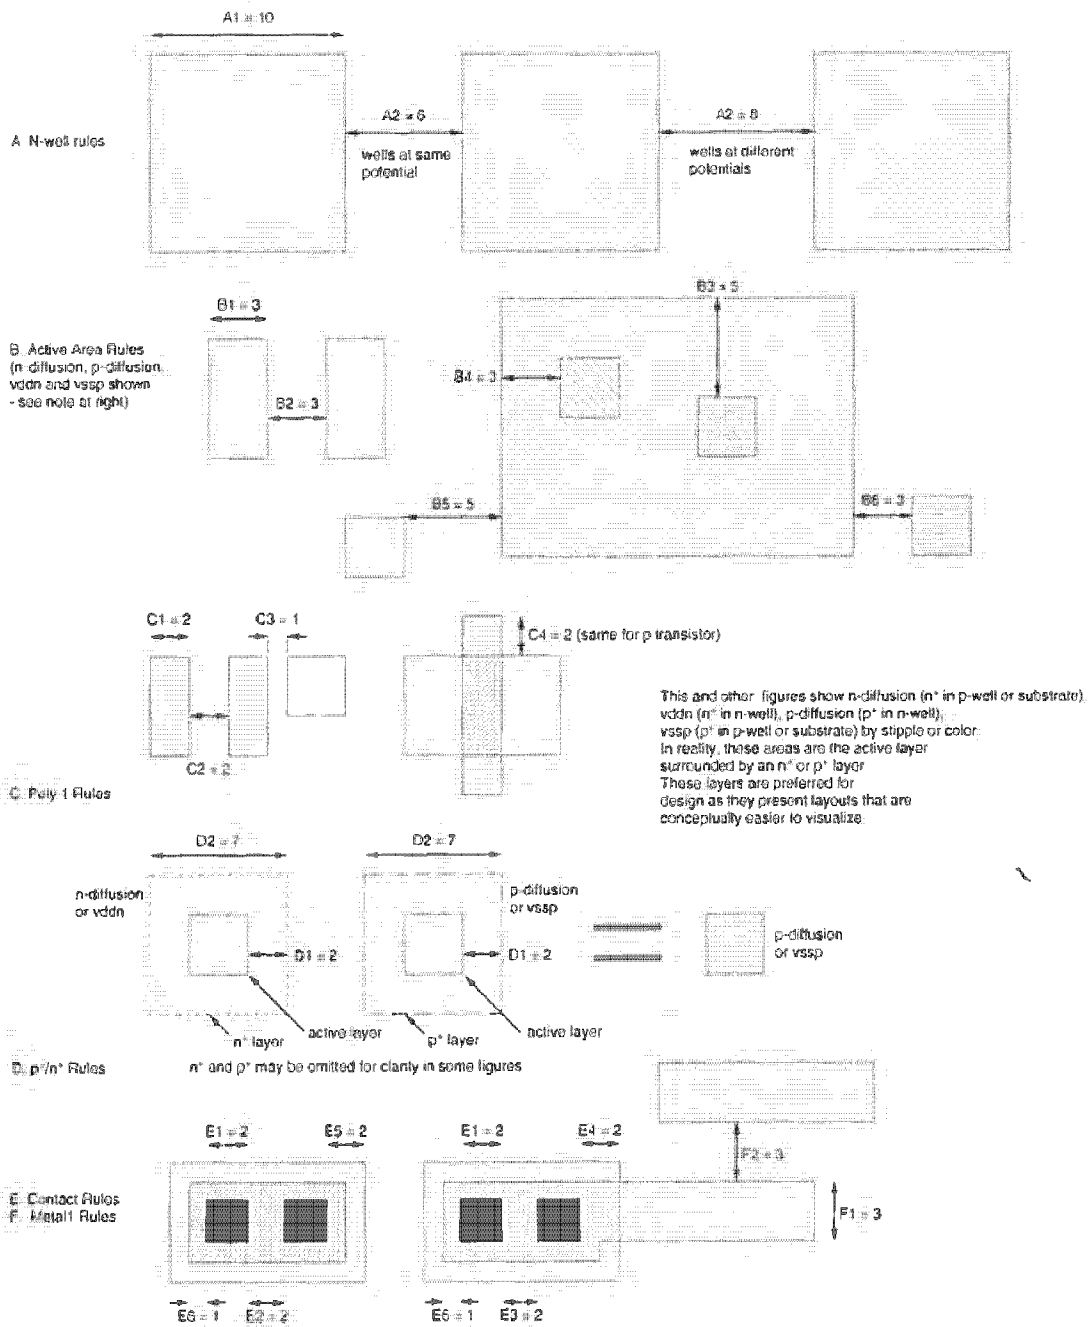 A1 = 10
A2 = 6
A2 = 8
A. N-well rules
wells at same
potential
wells at different
potentials
B3 = 5
B1 = 3
B. Active Area Rules
(n-diffusion, p-diffusion,
vddn and vssp shown
- see note at right)
B4 = 3
B2 = 3
B5 = 5
B6 = 3
C1 = 2
C3 = 1
C4 = 2 (same for p transistor)
C2 = 2
C. Poly 1 Rules
This and other figures show n-diffusion (n+ in p-well or substrate)
vddn (n+ in n-well), p-diffusion (p+ in n-well),
vssp (p+ in p-well or substrate) by stipple or color.
In reality, these areas are the active layer
surrounded by an n+ or p+ layer
These layers are preferred for
design as they present layouts that are
conceptually easier to visualize
D2 = 7
D2 = 7
n-diffusion
or vddn
p-diffusion
or vssp
D1 = 2
D1 = 2
p-diffusion
or vssp
n+ layer
active layer
p+ layer
active layer
D. p+/n+ Rules
n+ and p+ may be omitted for clarity in some figures
E1 = 2
E5 = 2
E1 = 2
E4 = 2
F2 = 3
E. Contact Rules
F. Metal1 Rules
F1 = 3
E6 = 1
E2 = 2
E6 = 1
E3 = 2